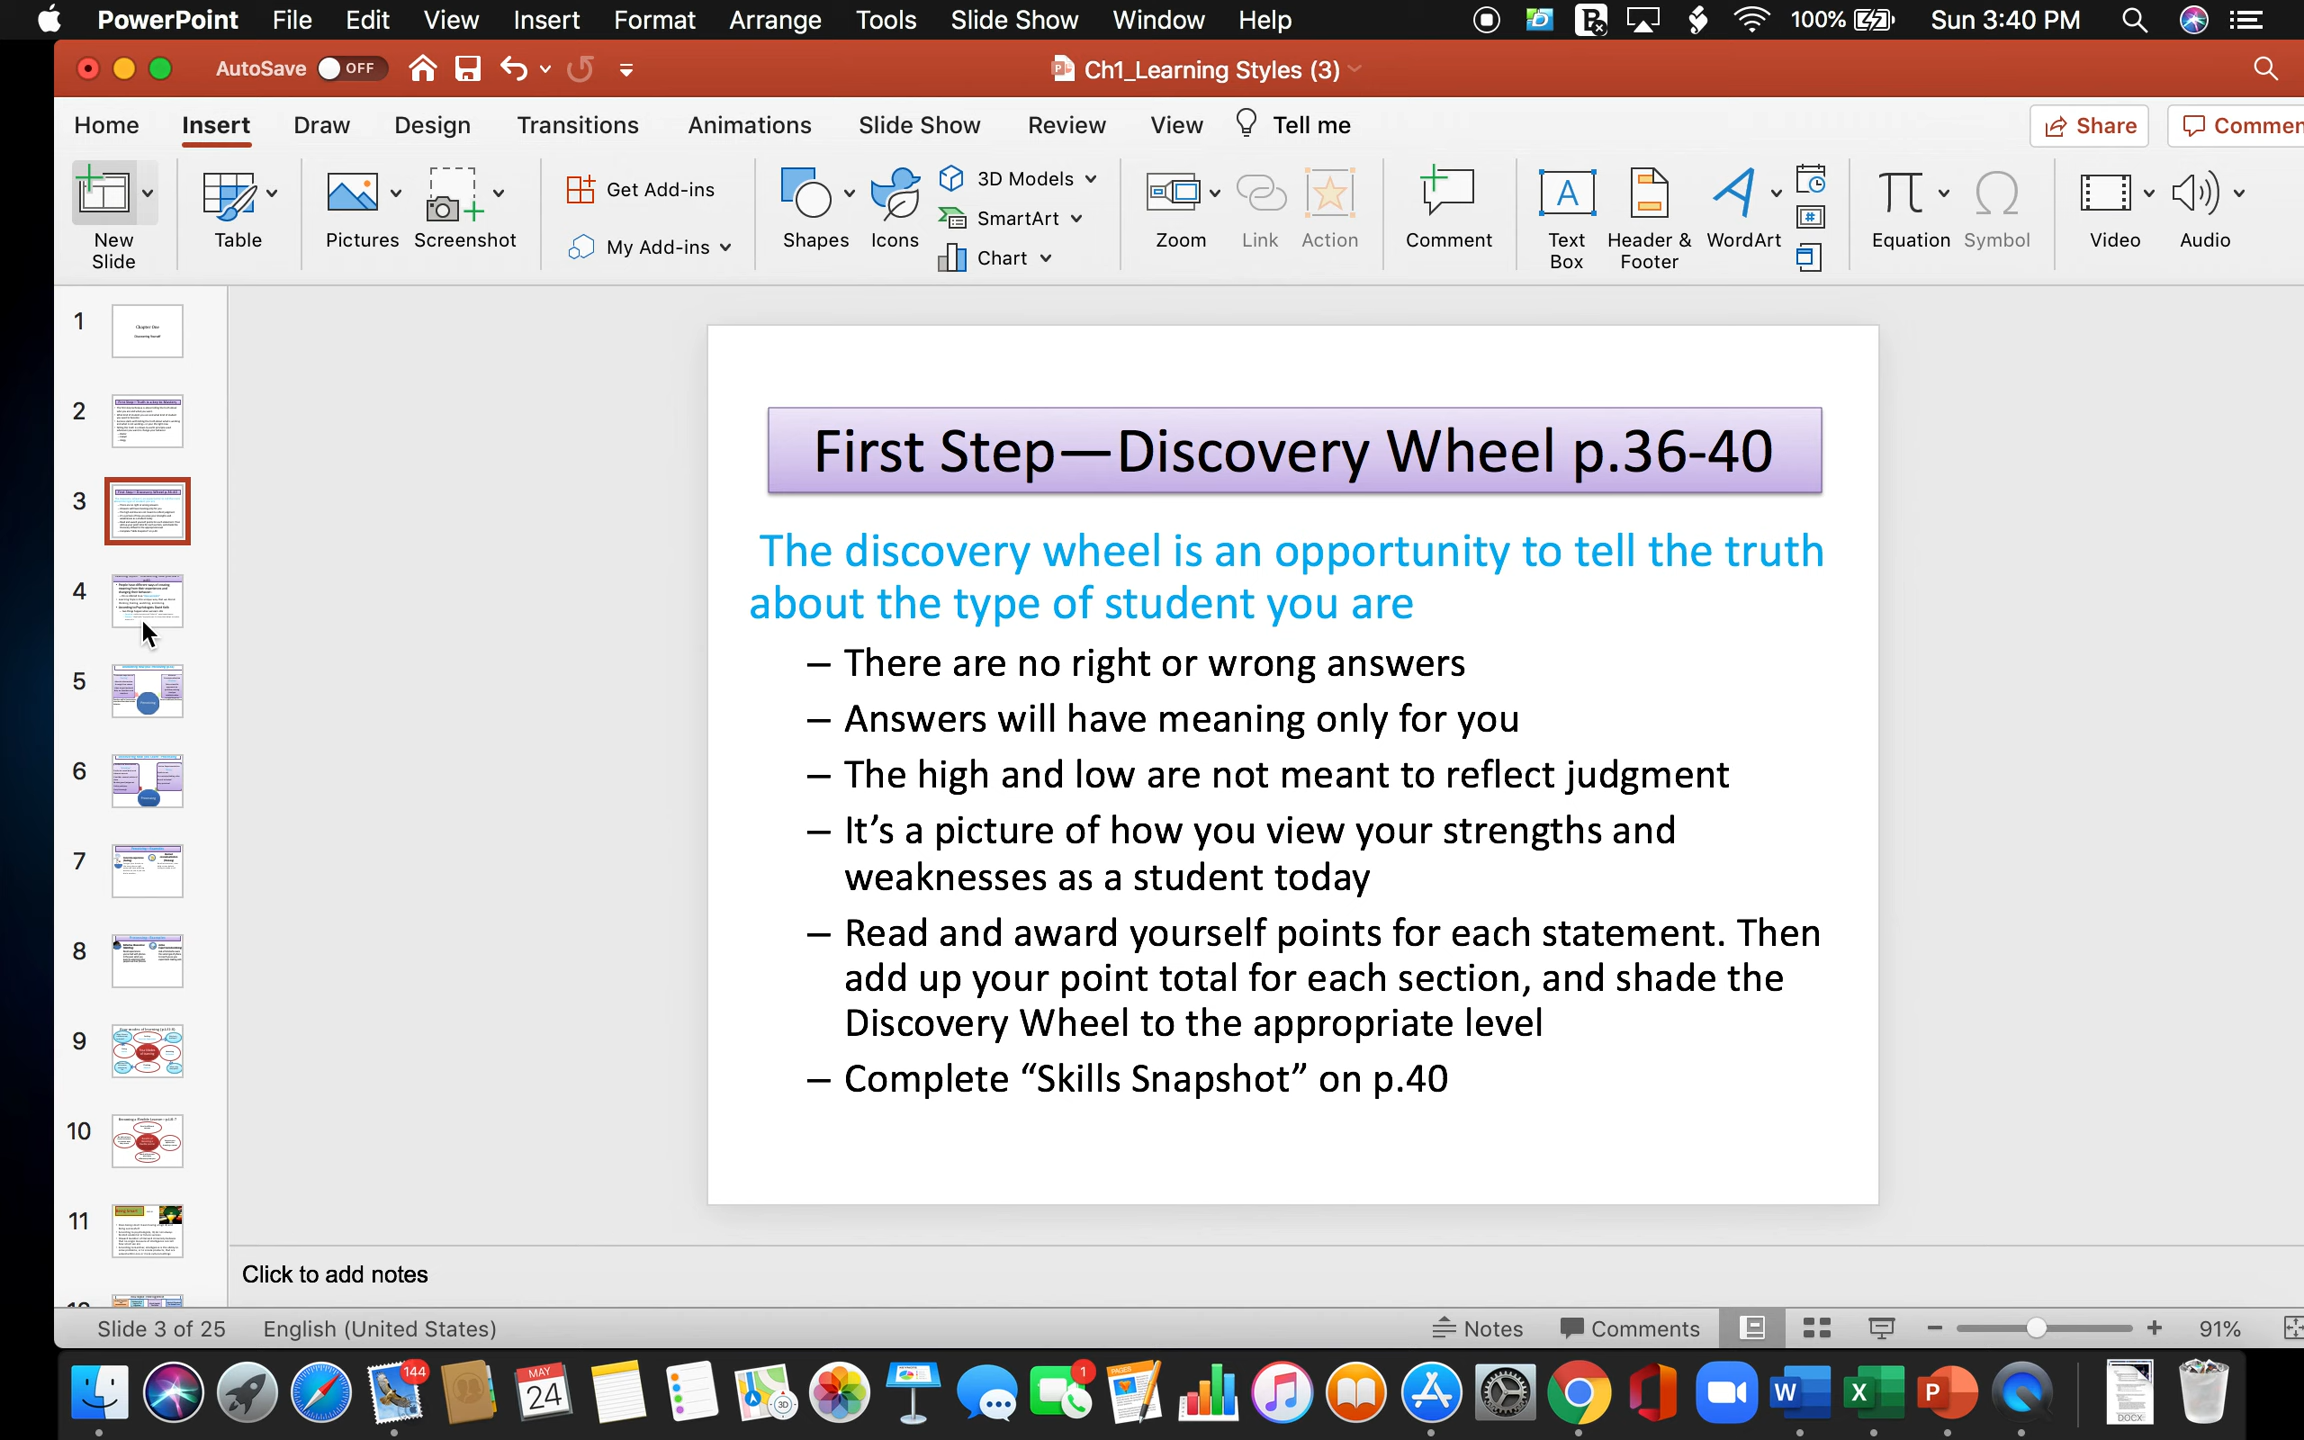 PowerPoint File Edit View Insert Format Arrange Tools Slide Show Window Help 100% Sun 3:40 PM
AutoSave OFF Ch1_Learning Styles (3)
Home Insert Draw Design Transitions Animations Slide Show Review View Tell me Share Commen
New Slide
Table
Pictures
Screenshot
Get Add-ins
My Add-ins
Shapes
Icons
3D Models
SmartArt
Chart
Zoom
Link
Action
Comment
Text Box
Header & Footer
WordArt
Equation
Symbol
Video
Audio
1
Chapter One
2
3
4
5
6
7
8
9
10
11
First Step—Discovery Wheel p.36-40
The discovery wheel is an opportunity to tell the truth
about the type of student you are
– There are no right or wrong answers
– Answers will have meaning only for you
– The high and low are not meant to reflect judgment
– It’s a picture of how you view your strengths and
weaknesses as a student today
– Read and award yourself points for each statement. Then
add up your point total for each section, and shade the
Discovery Wheel to the appropriate level
– Complete “Skills Snapshot” on p.40
Click to add notes
Slide 3 of 25 English (United States) Notes Comments 91%
144
MAY
24
3D
1
PAGES
W
X
P
DOCX